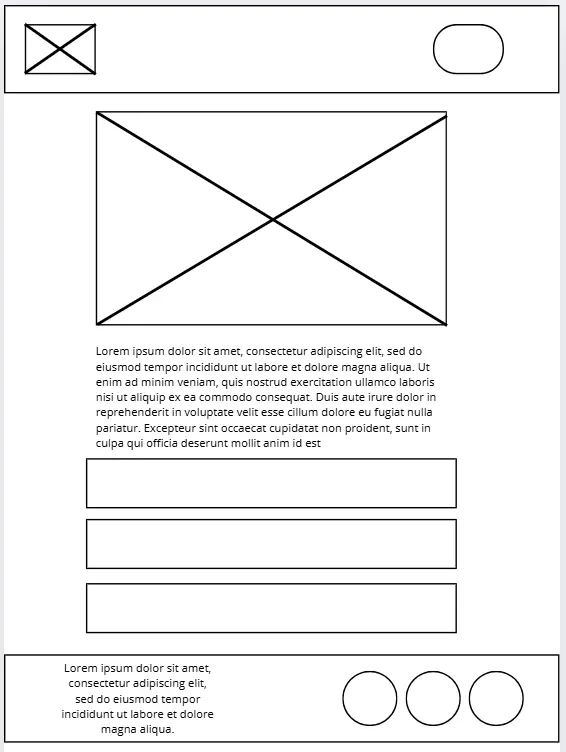 Lorem ipsum dolor sit amet, consectetur adipiscing elit, sed do
eiusmod tempor incididunt ut labore et dolore magna aliqua. Ut
enim ad minim veniam, quis nostrud exercitation ullamco laboris
nisi ut aliquip ex ea commodo consequat. Duis aute irure dolor in
reprehenderit in voluptate velit esse cillum dolore eu fugiat nulla
pariatur. Excepteur sint occaecat cupidatat non proident, sunt in
culpa qui officia deserunt mollit anim id est
Lorem ipsum dolor sit amet,
consectetur adipiscing elit,
sed do eiusmod tempor
incididunt ut labore et dolore
magna aliqua.